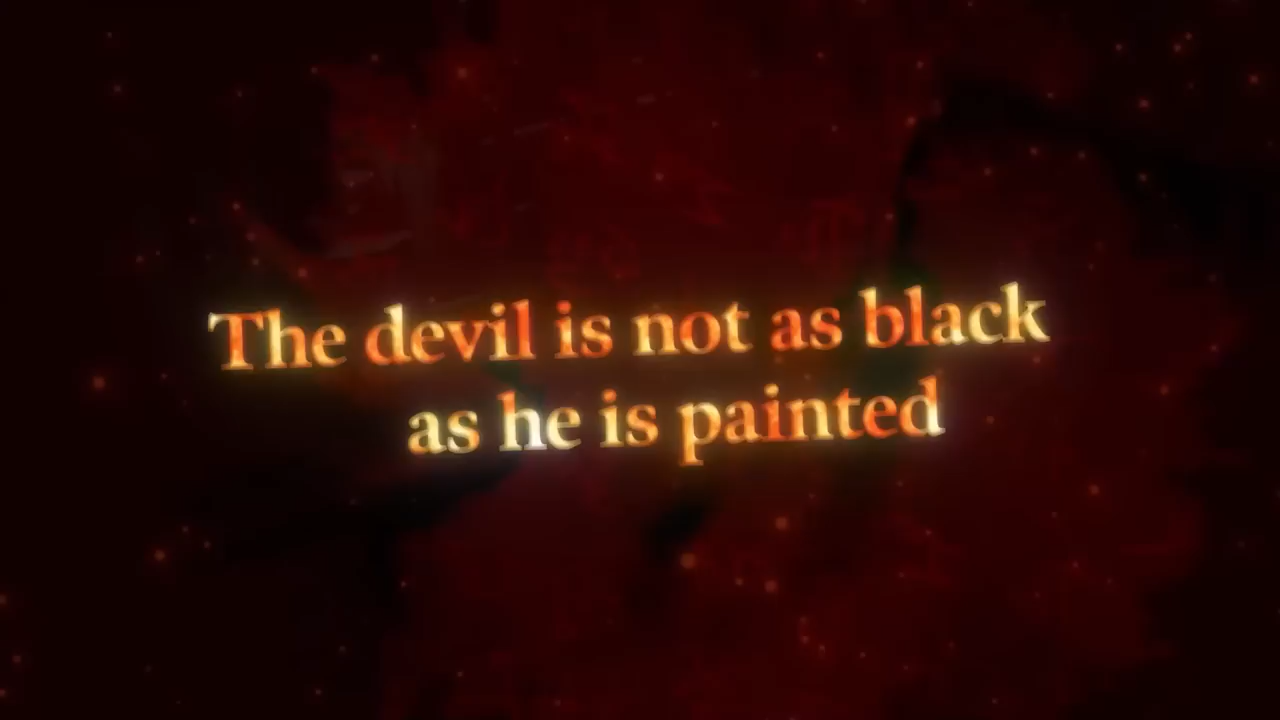 The devil is not as black
as he is painted